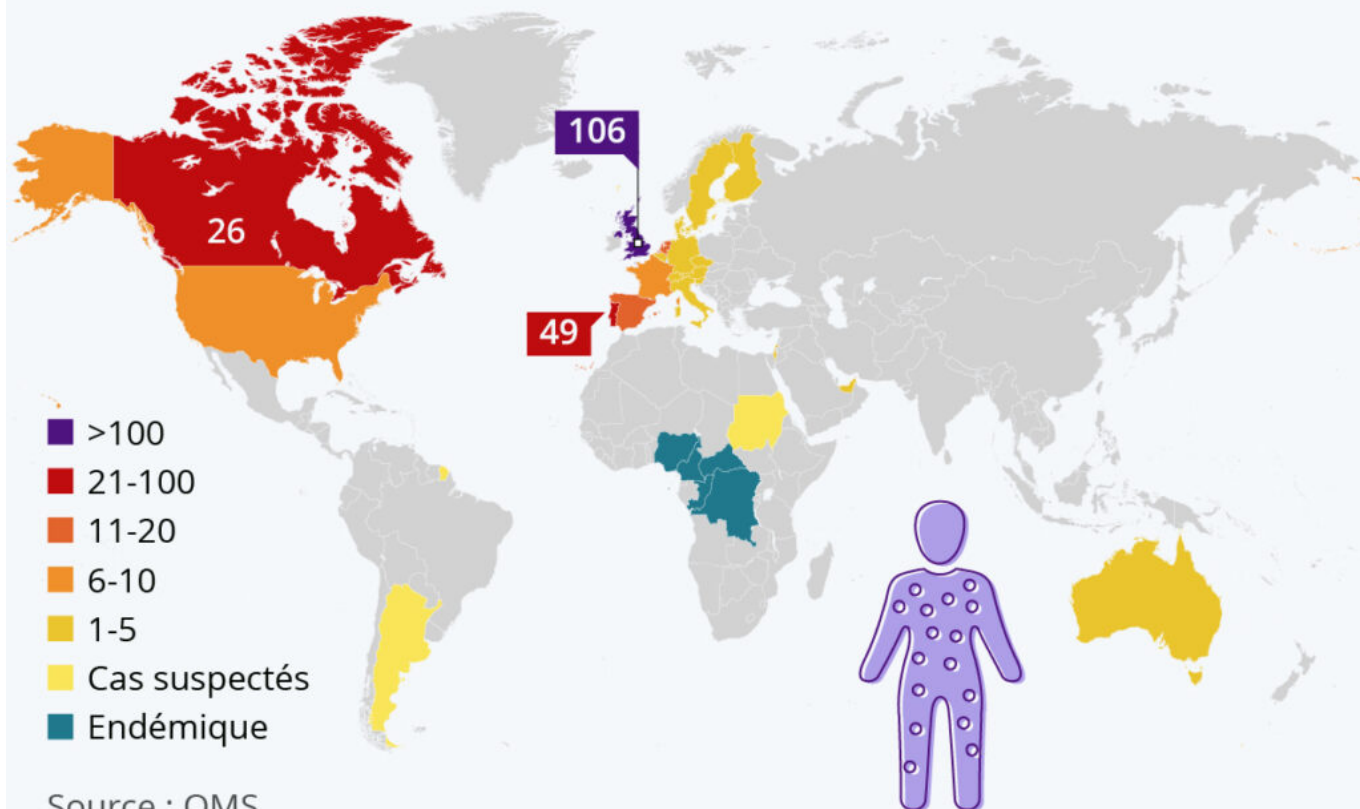 106
26
49
>100
21-100
11-20
6-10
1-5
Cas suspectés
Endémique
Source : OMS